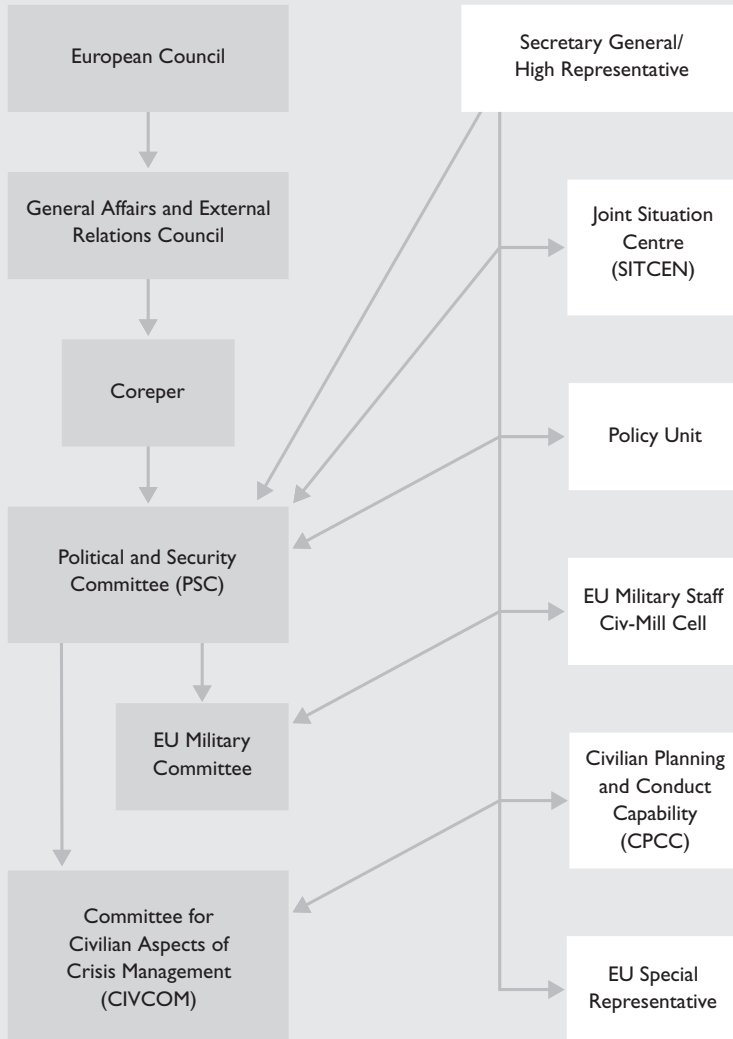 European Council
Secretary General/
High Representative
General Affairs and External
Relations Council
Joint Situation
Centre
(SITCEN)
Coreper
Policy Unit
Political and Security
Committee (PSC)
EU Military Staff
Civ-Mill Cell
EU Military
Committee
Civilian Planning
and Conduct
Capability
(CPCC)
Committee for
Civilian Aspects of
Crisis Management
(CIVCOM)
EU Special
Representative